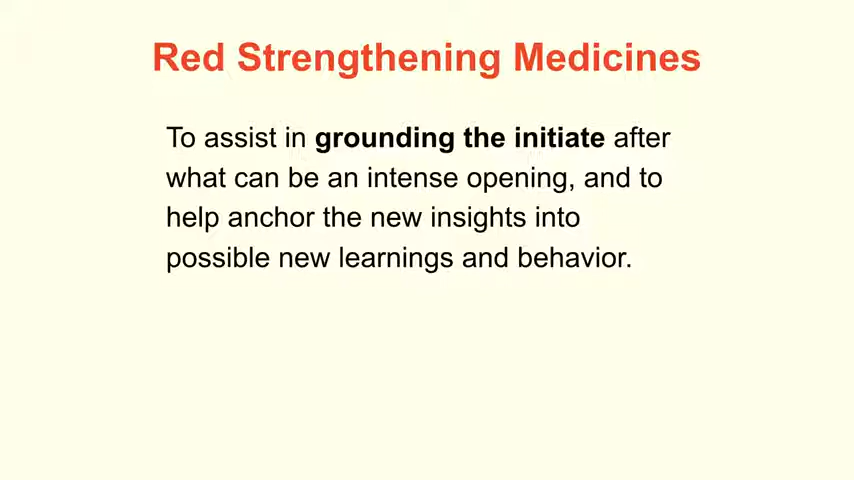 Red Strengthening Medicines
To assist in grounding the initiate after
what can be an intense opening, and to
help anchor the new insights into
possible new learnings and behavior.